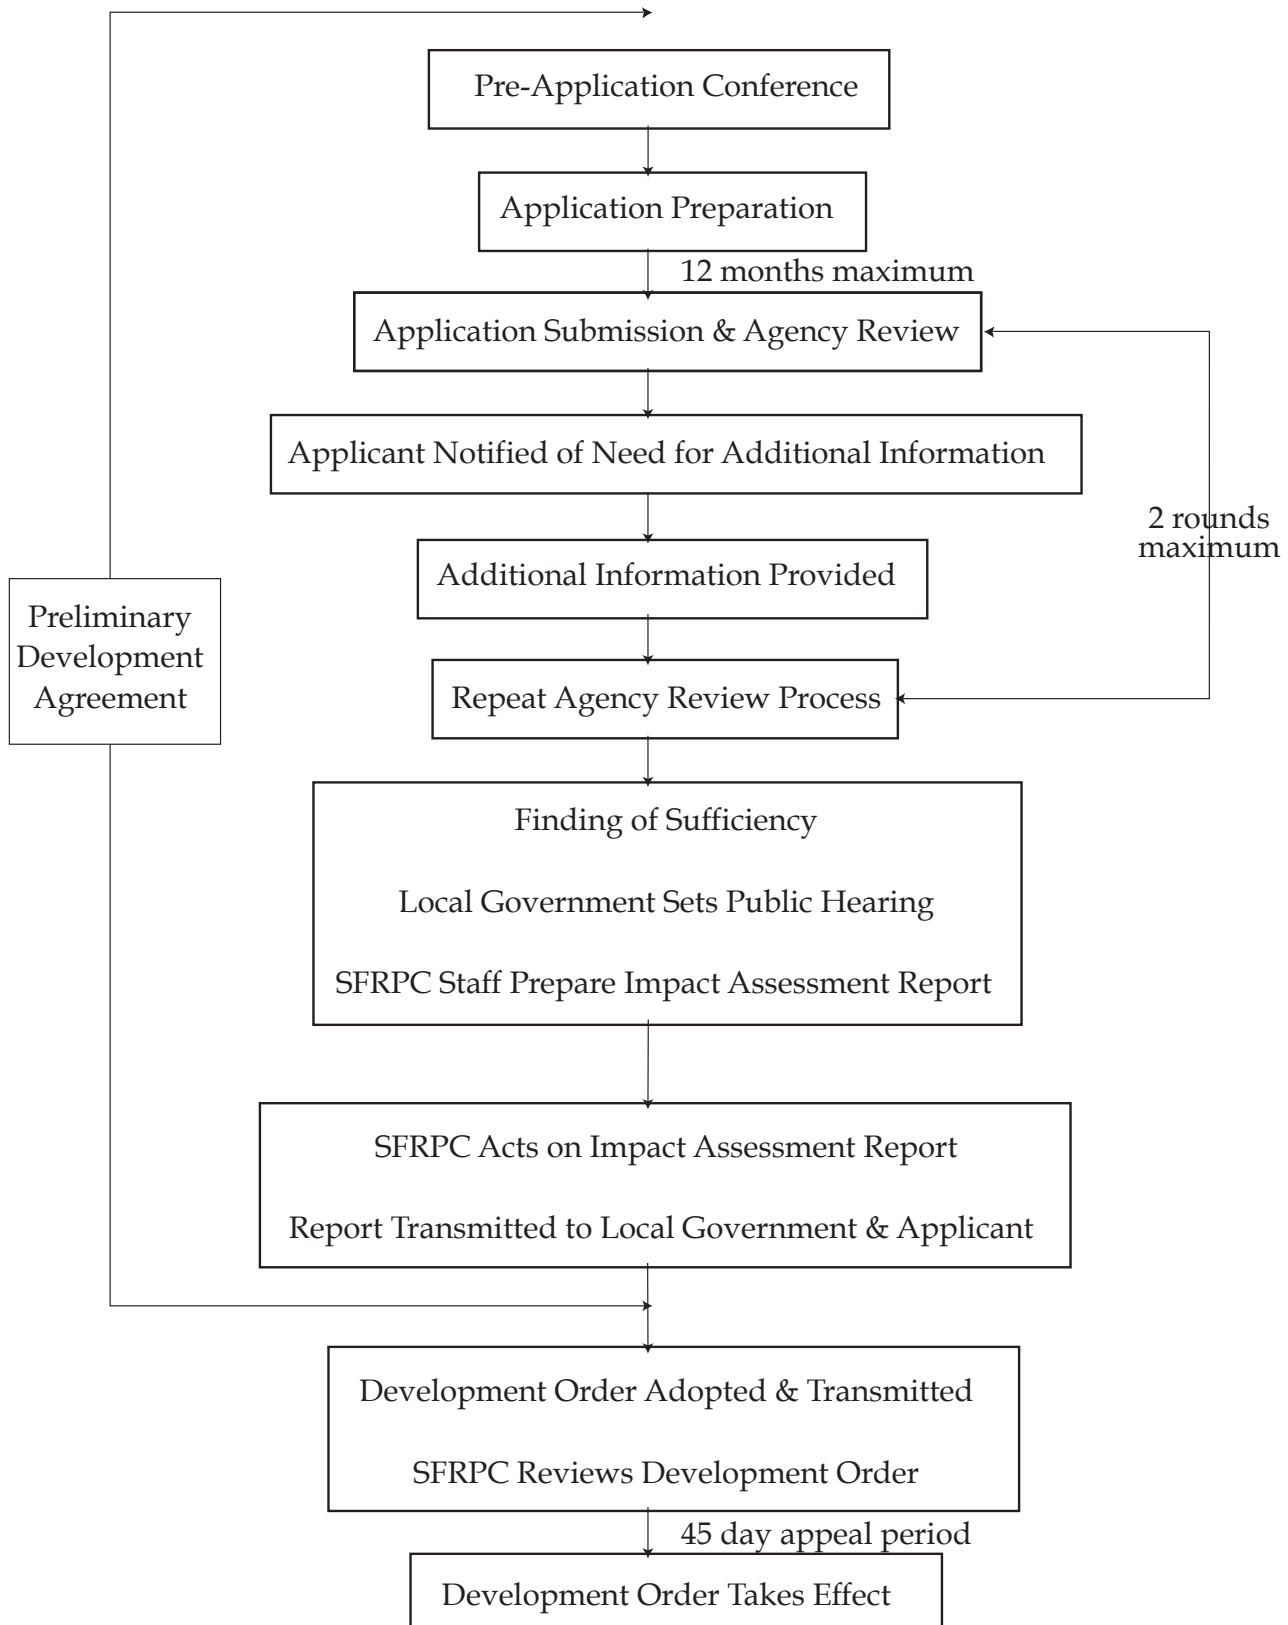 Pre-Application Conference
Application Preparation
12 months maximum
Application Submission & Agency Review
Applicant Notified of Need for Additional Information
2 rounds
maximum
Additional Information Provided
Preliminary
Development
Agreement
Repeat Agency Review Process
Finding of Sufficiency
Local Government Sets Public Hearing
SFRPC Staff Prepare Impact Assessment Report
SFRPC Acts on Impact Assessment Report
Report Transmitted to Local Government & Applicant
Development Order Adopted & Transmitted
SFRPC Reviews Development Order
45 day appeal period
Development Order Takes Effect